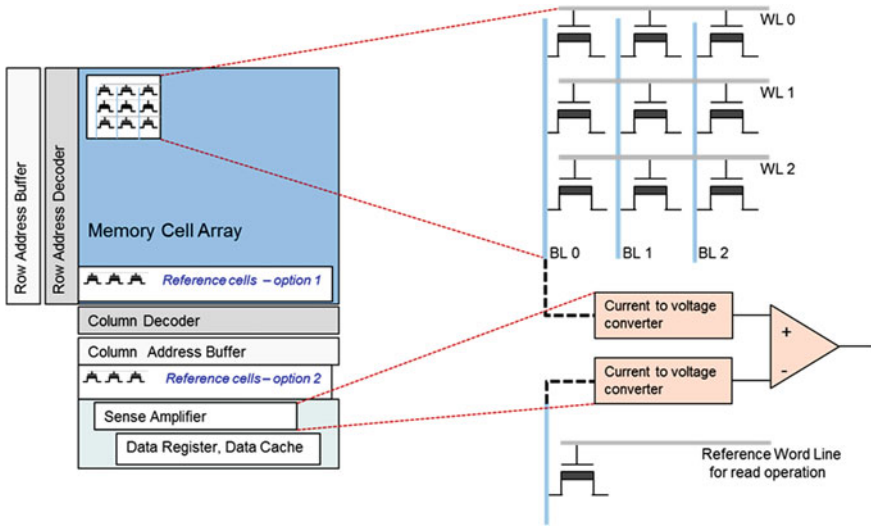 Row Address Buffer
Row Address Decoder
Memory Cell Array
Reference cells – option 1
Column Decoder
Column Address Buffer
Reference cells – option 2
Sense Amplifier
Data Register, Data Cache
WL 0
WL 1
WL 2
BL 0
BL 1
BL 2
Current to voltage
converter
+
Current to voltage
converter
-
Reference Word Line
for read operation